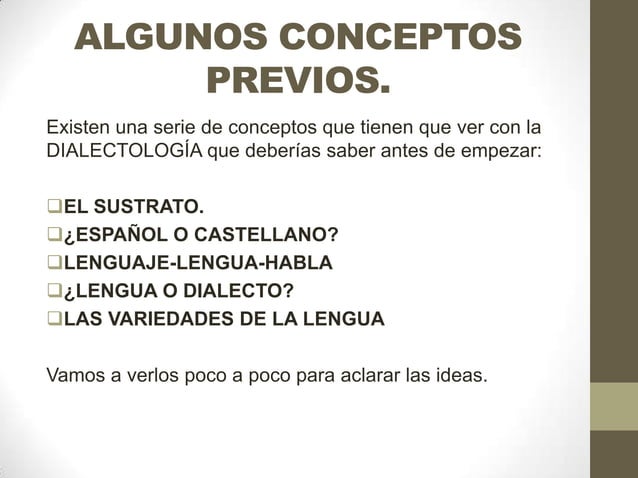 ALGUNOS CONCEPTOS
PREVIOS.
Existen una serie de conceptos que tienen que ver con la
DIALECTOLOGÍA que deberías saber antes de empezar:
EL SUSTRATO.
¿ESPAÑOL O CASTELLANO?
LENGUAJE-LENGUA-HABLA
¿LENGUA O DIALECTO?
LAS VARIEDADES DE LA LENGUA
Vamos a verlos poco a poco para aclarar las ideas.